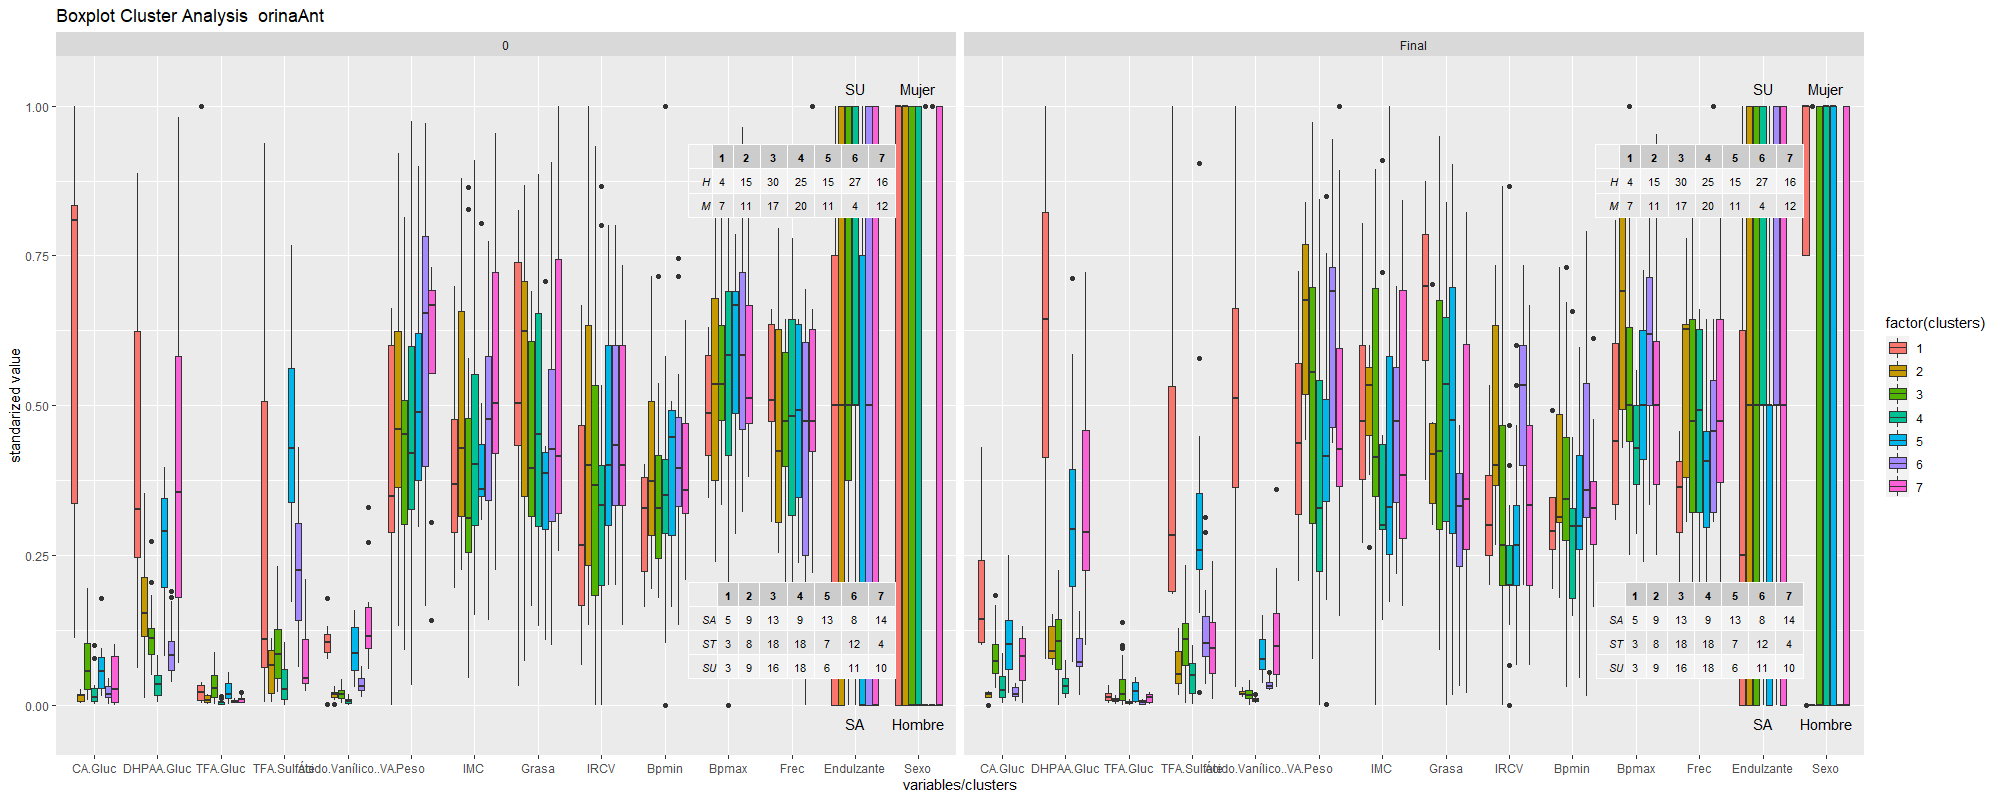 Boxplot Cluster Analysis  orinaAnt
0
Final
standarized value
1.00
0.75
0.50
0.25
0.00
SU
Mujer
SA
Hombre
1 2 3 4 5 6 7
H 4 15 30 25 15 27 16
M 7 11 17 20 11 4 12
1 2 3 4 5 6 7
SA 5 9 13 9 13 8 14
ST 3 8 18 18 7 12 4
SU 3 9 16 18 6 11 10
SU
Mujer
SA
Hombre
1 2 3 4 5 6 7
H 4 15 30 25 15 27 16
M 7 11 17 20 11 4 12
1 2 3 4 5 6 7
SA 5 9 13 9 13 8 14
ST 3 8 18 18 7 12 4
SU 3 9 16 18 6 11 10
CA.Gluc DHPAA.Gluc TFA.Gluc TFA.Sulfato Ácido.Vanílico..VA. Peso IMC Grasa IRCV Bpmin Bpmax Frec Endulzante Sexo
CA.Gluc DHPAA.Gluc TFA.Gluc TFA.Sulfato Ácido.Vanílico..VA. Peso IMC Grasa IRCV Bpmin Bpmax Frec Endulzante Sexo
variables/clusters
factor(clusters)
1
2
3
4
5
6
7